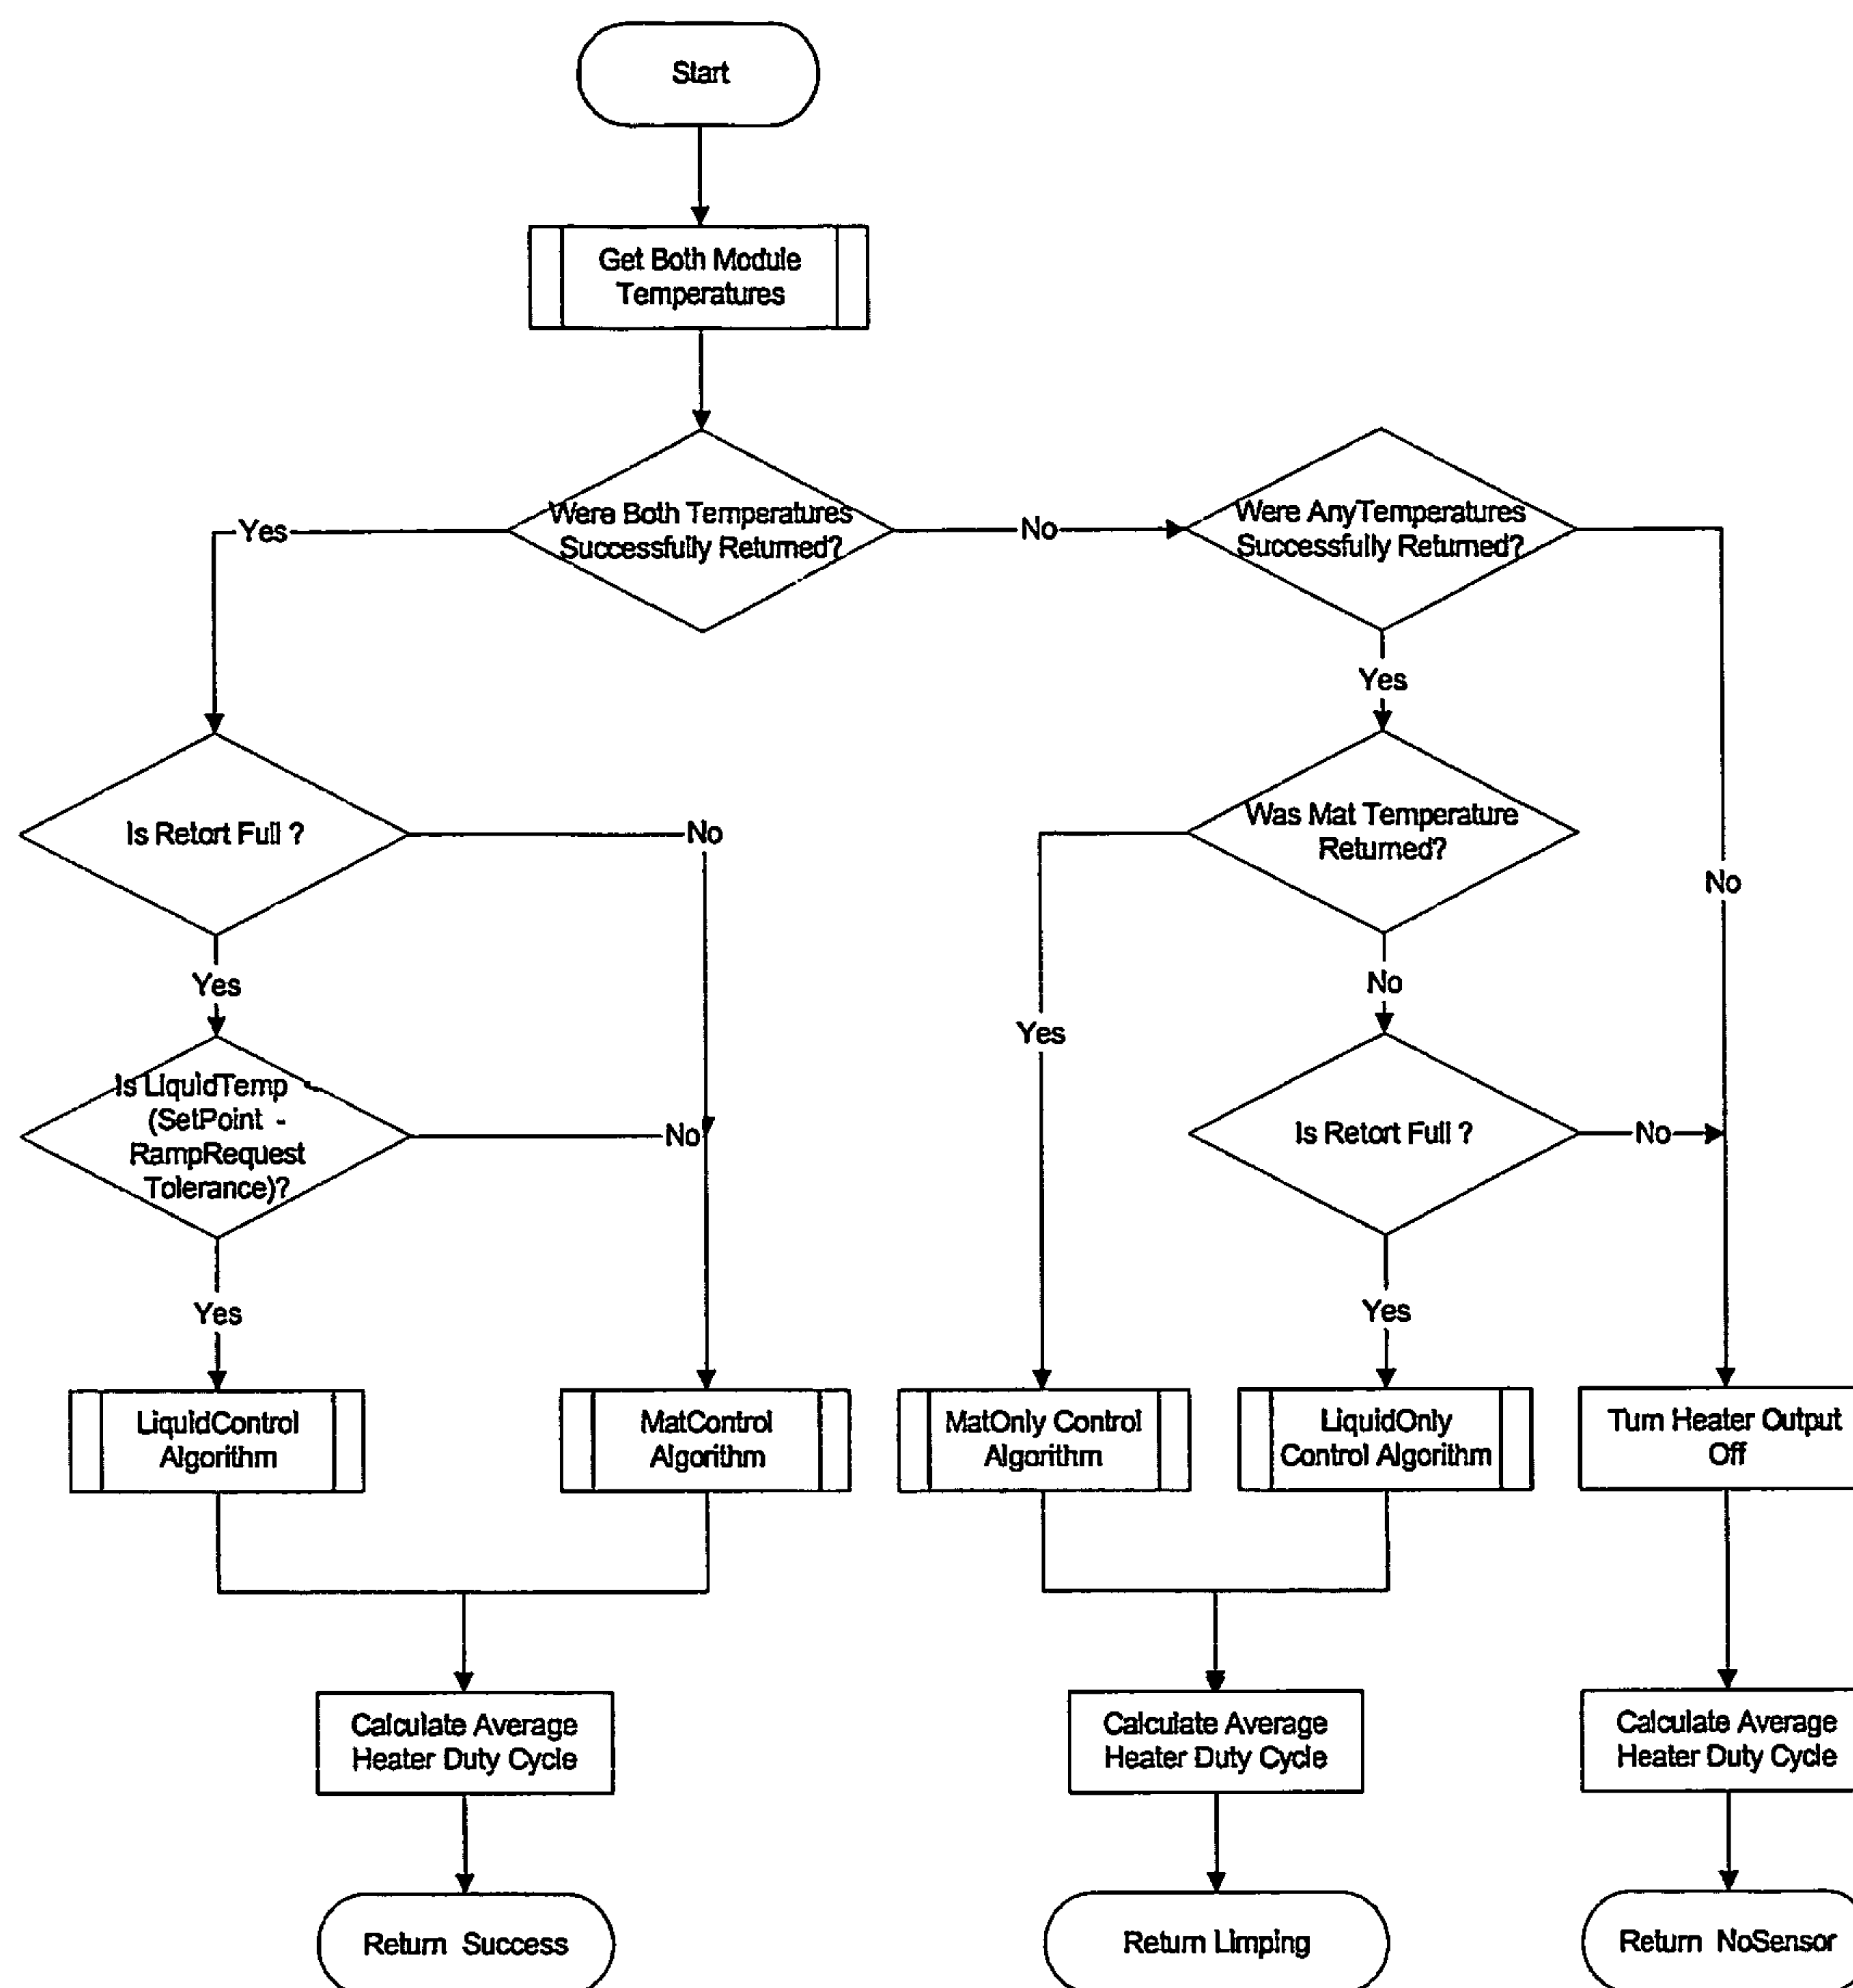 Start
Get Both Module
Temperatures
Were Both Temperatures
Successfully Returned?
Were AnyTemperatures
Successfully Returned?
Yes
No
Yes
Is Retort Full ?
No
Was Mat Temperature
Returned?
No
Yes
No
Yes
Is LiquidTemp
(SetPoint -
RampRequest
Tolerance)?
No
Is Retort Full ?
No
Yes
Yes
LiquidControl
Algorithm
MatControl
Algorithm
MatOnly Control
Algorithm
LiquidOnly
Control Algorithm
Turn Heater Output
Off
Calculate Average
Heater Duty Cycle
Calculate Average
Heater Duty Cycle
Calculate Average
Heater Duty Cycle
Return Success
Return Limping
Return NoSensor